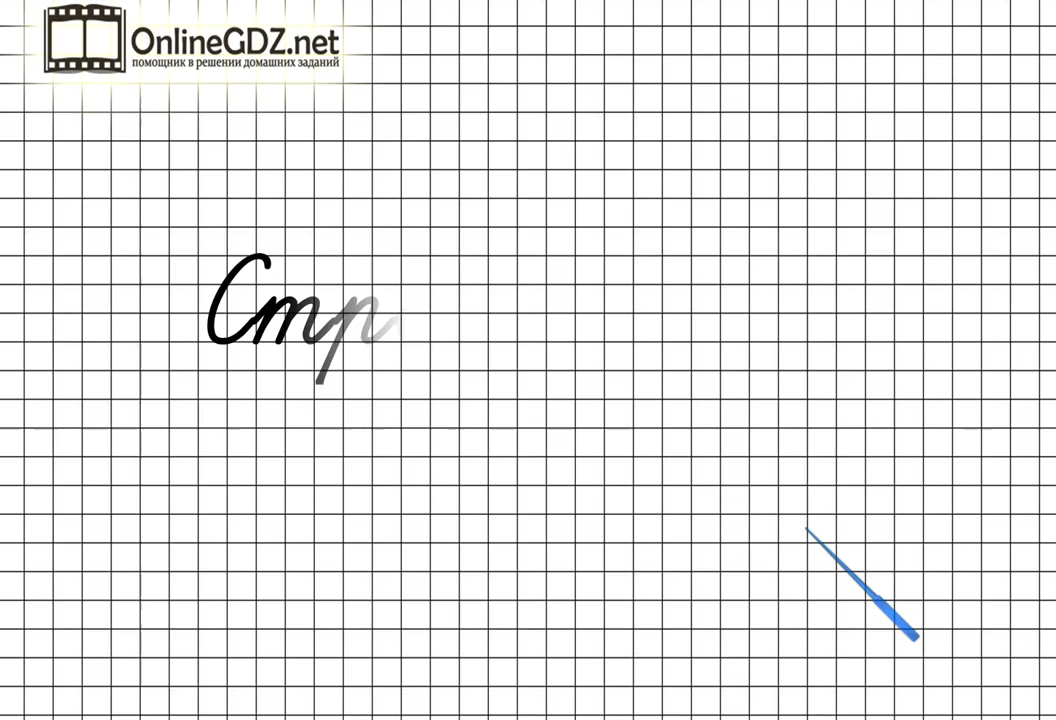 OnlineGDZ.net
помощник в решении домашних заданий
Стр